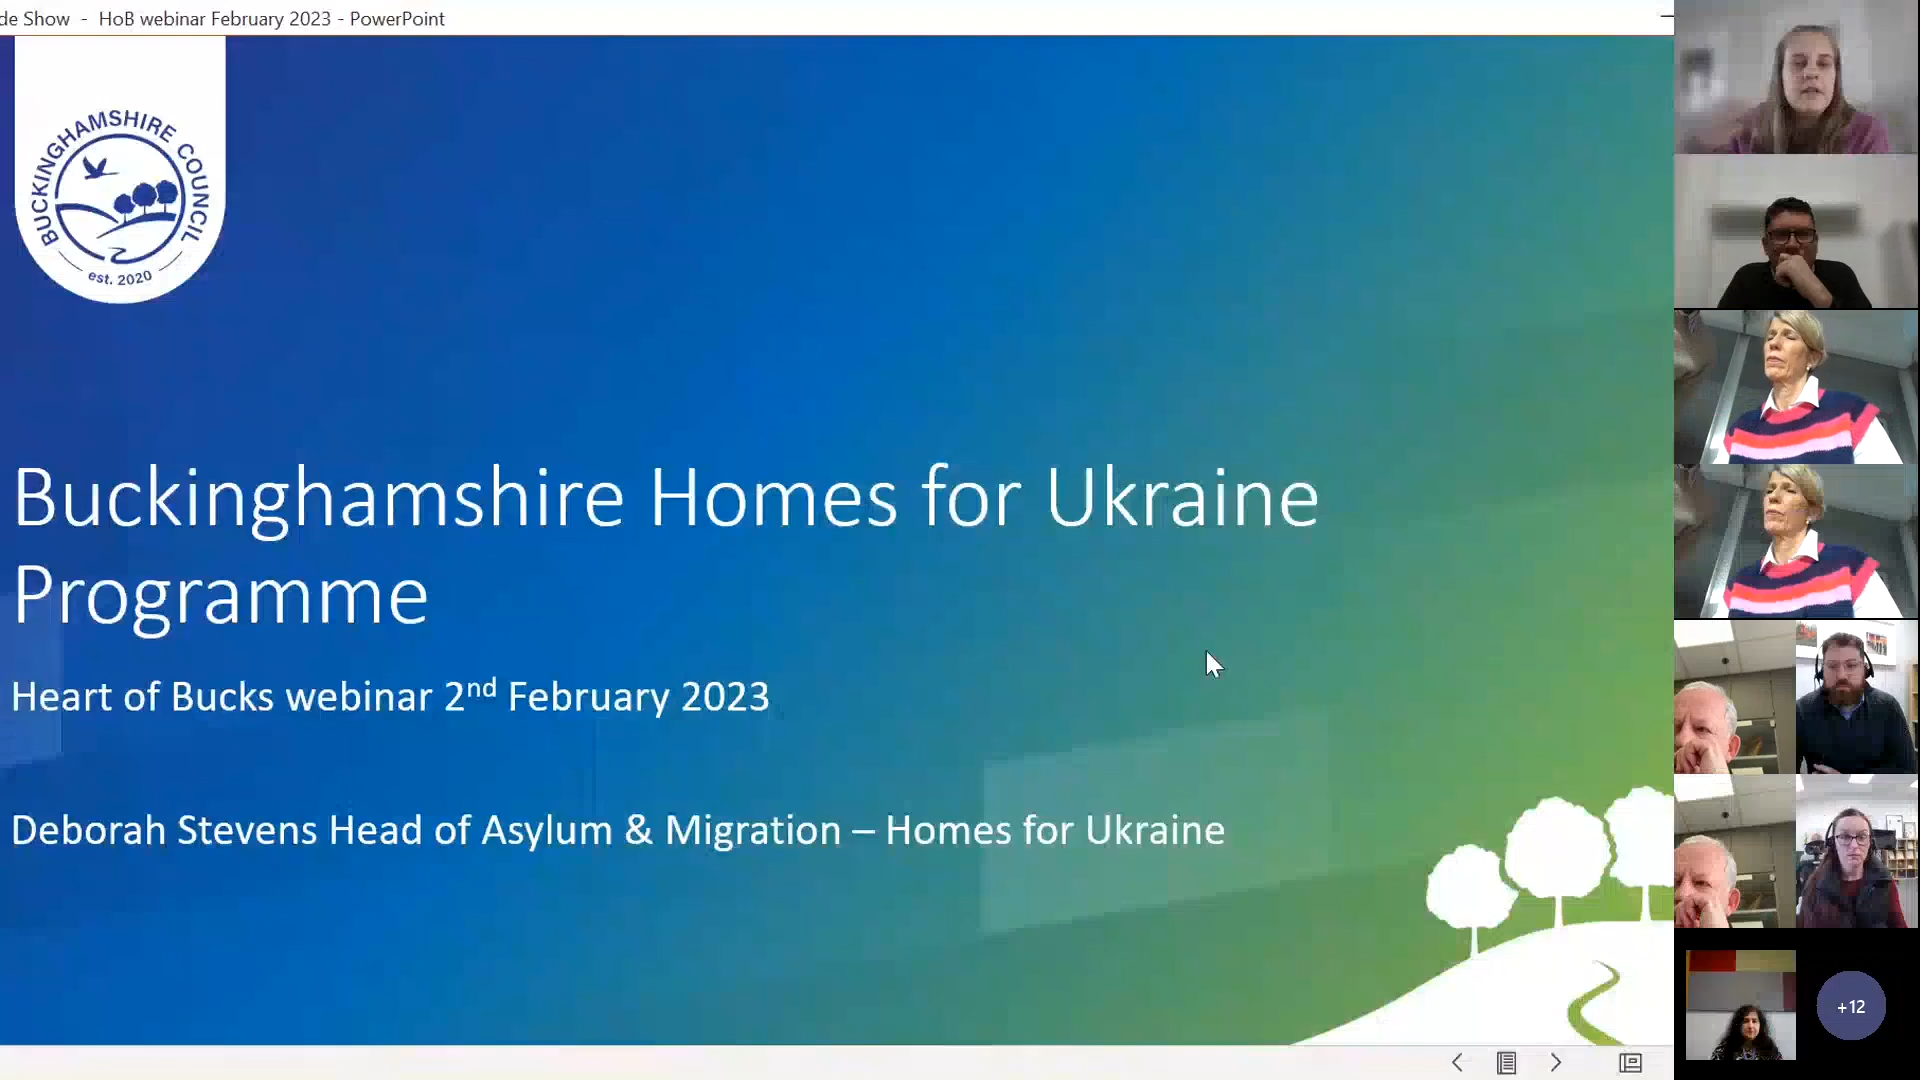 de Show - HoB webinar February 2023 - PowerPoint
BUCKINGHAMSHIRE COUNCIL
est. 2020
Buckinghamshire Homes for Ukraine
Programme
Heart of Bucks webinar 2nd February 2023
Deborah Stevens Head of Asylum & Migration – Homes for Ukraine
+12